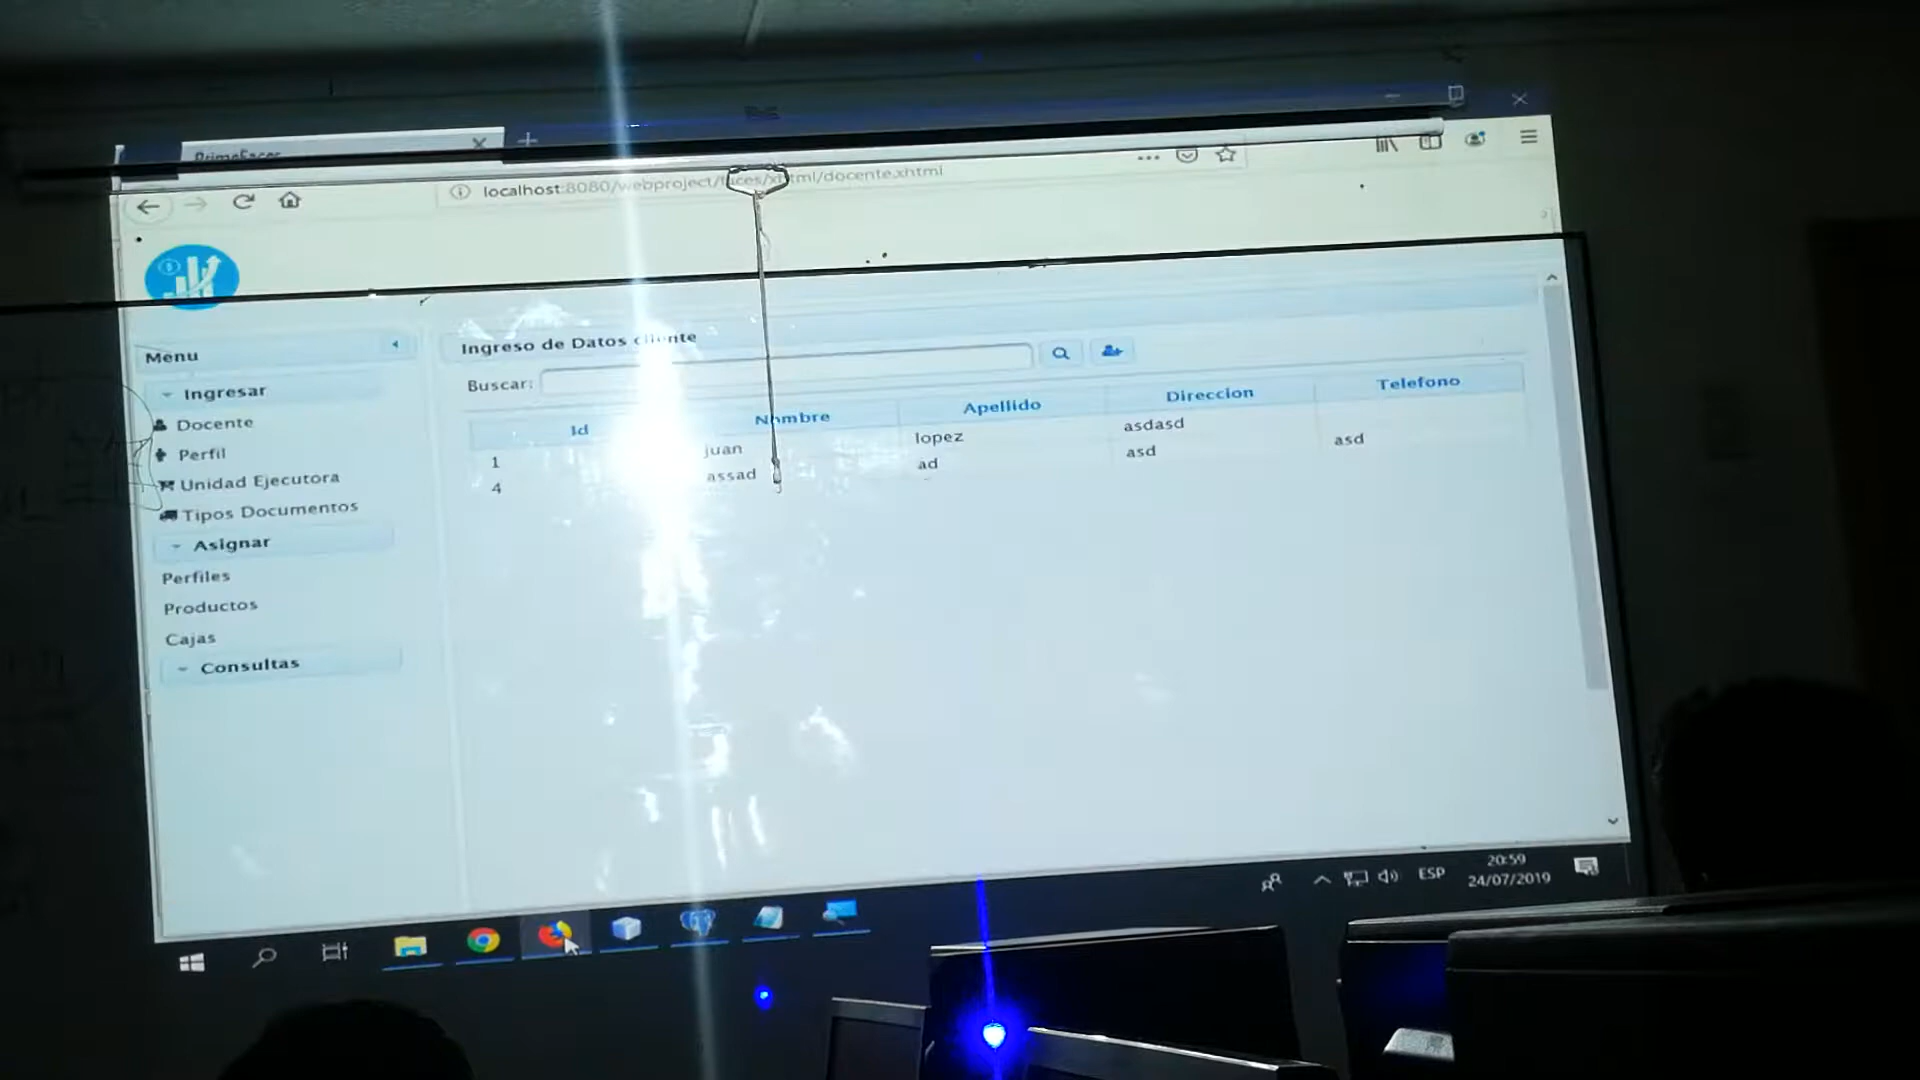 PrimeFaces
localhost:8080/webproject/faces/xhtml/docente.xhtml
Menu
Ingresar
Docente
Perfil
Unidad Ejecutora
Tipos Documentos
Asignar
Perfiles
Productos
Cajas
Consultas
Ingreso de Datos cliente
Buscar:
Id Nombre Apellido Direccion Telefono
1 juan lopez asdasd
4 assad ad asd asd
ESP
20:59
24/07/2019